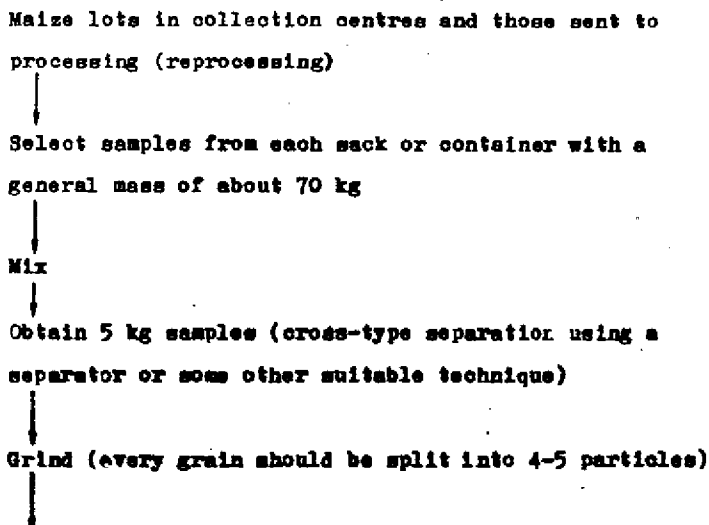 Maize lots in collection centres and those sent to
processing (reprocessing)
Select samples from each sack or container with a
general mass of about 70 kg
Mix
Obtain 5 kg samples (cross-type separation using a
separator or some other suitable technique)
Grind (every grain should be split into 4-5 particles)